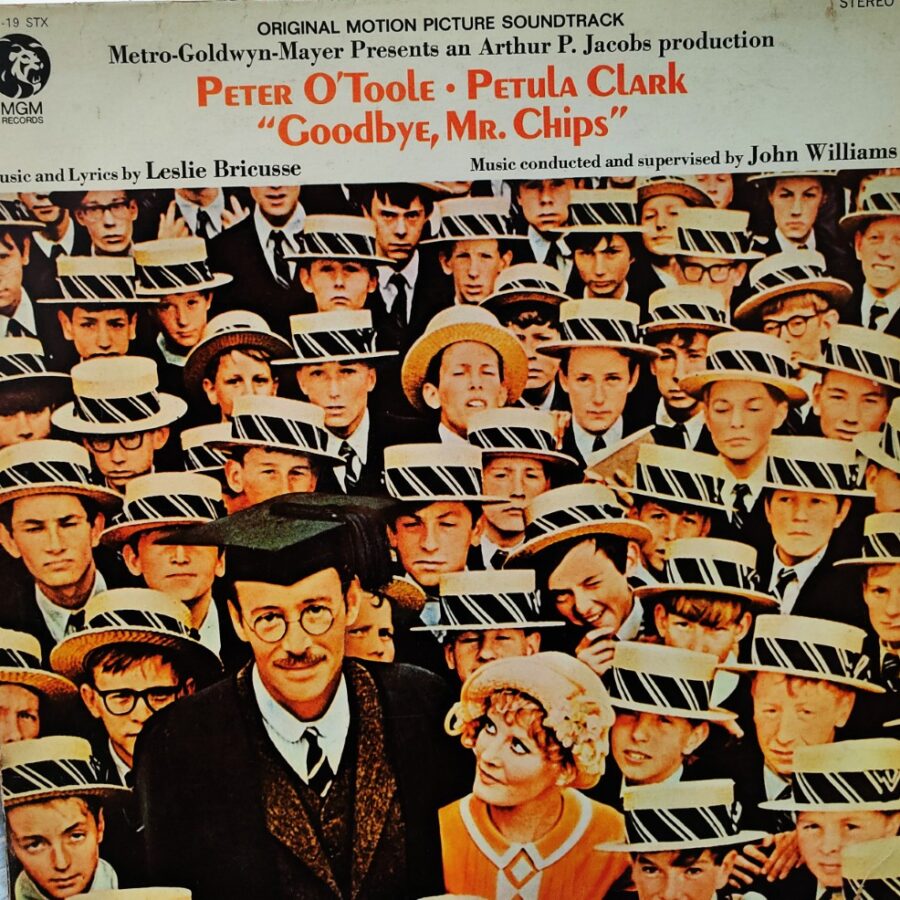 -19 STX
STEREO
MGM
RECORDS
ORIGINAL MOTION PICTURE SOUNDTRACK
Metro-Goldwyn-Mayer Presents an Arthur P. Jacobs production
PETER O'TOOLE · PETULA CLARK
"GOODBYE, MR. CHIPS"
usic and Lyrics by Leslie Bricusse
Music conducted and supervised by John Williams